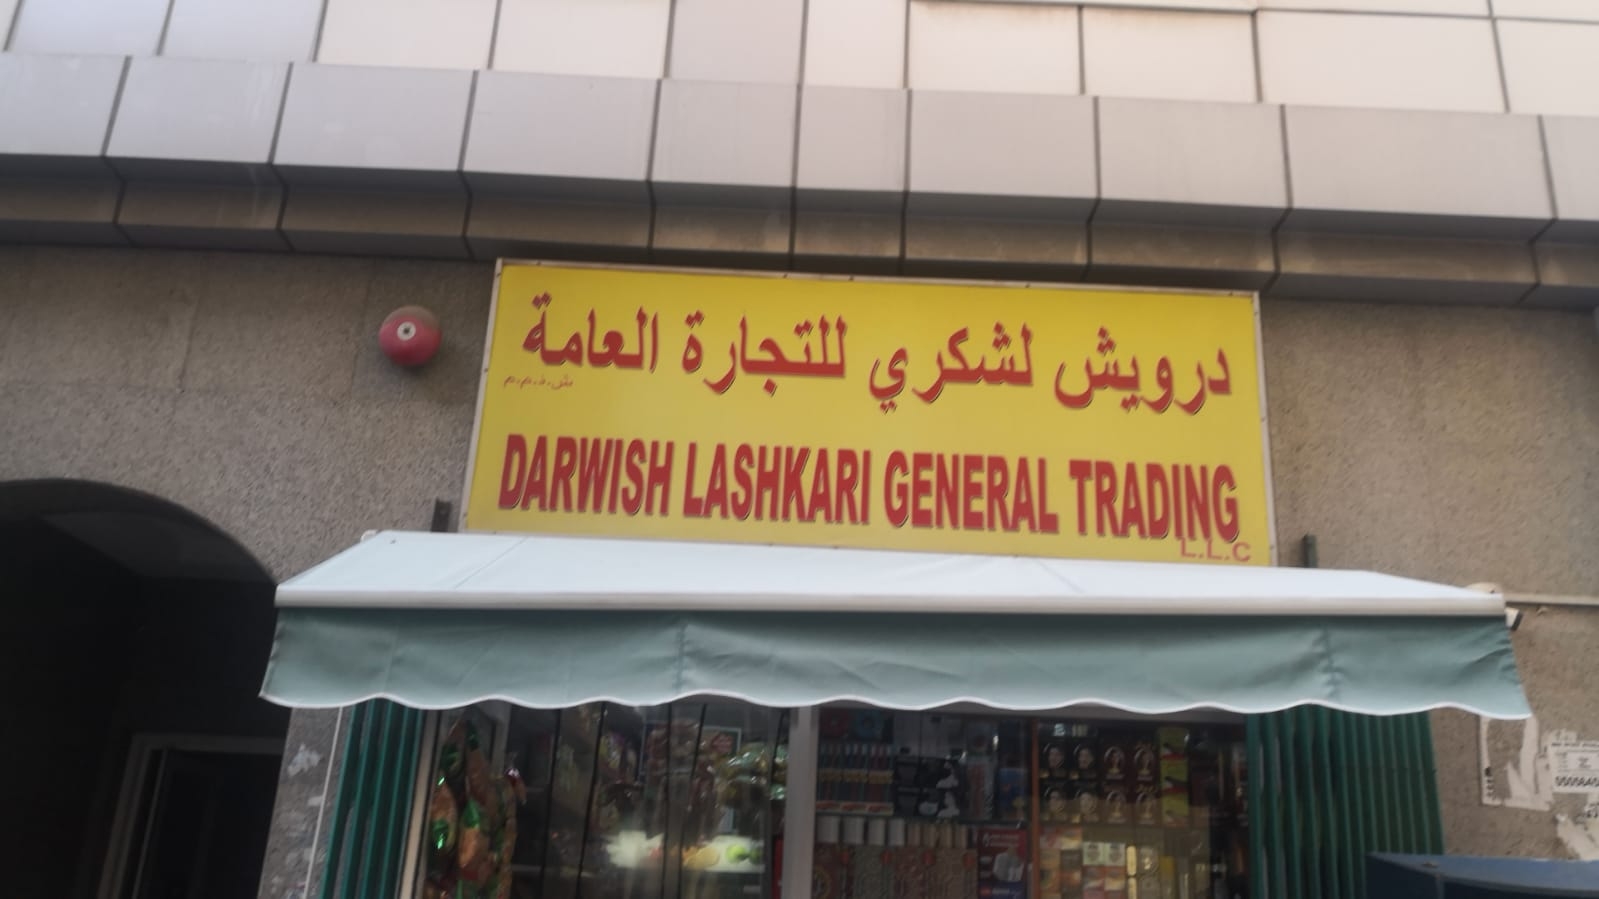 درويش لشكري للتجارة العامة
ش.ذ.م.م
DARWISH LASHKARI GENERAL TRADING
L.L.C